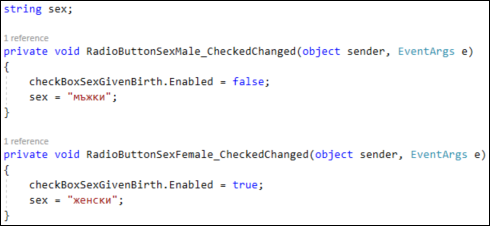 string sex;
1 reference
private void RadioButtonSexMale_CheckedChanged(object sender, EventArgs e)
{
checkBoxSexGivenBirth.Enabled = false;
sex = "мъжки";
}
1 reference
private void RadioButtonSexFemale_CheckedChanged(object sender, EventArgs e)
{
checkBoxSexGivenBirth.Enabled = true;
sex = "женски";
}